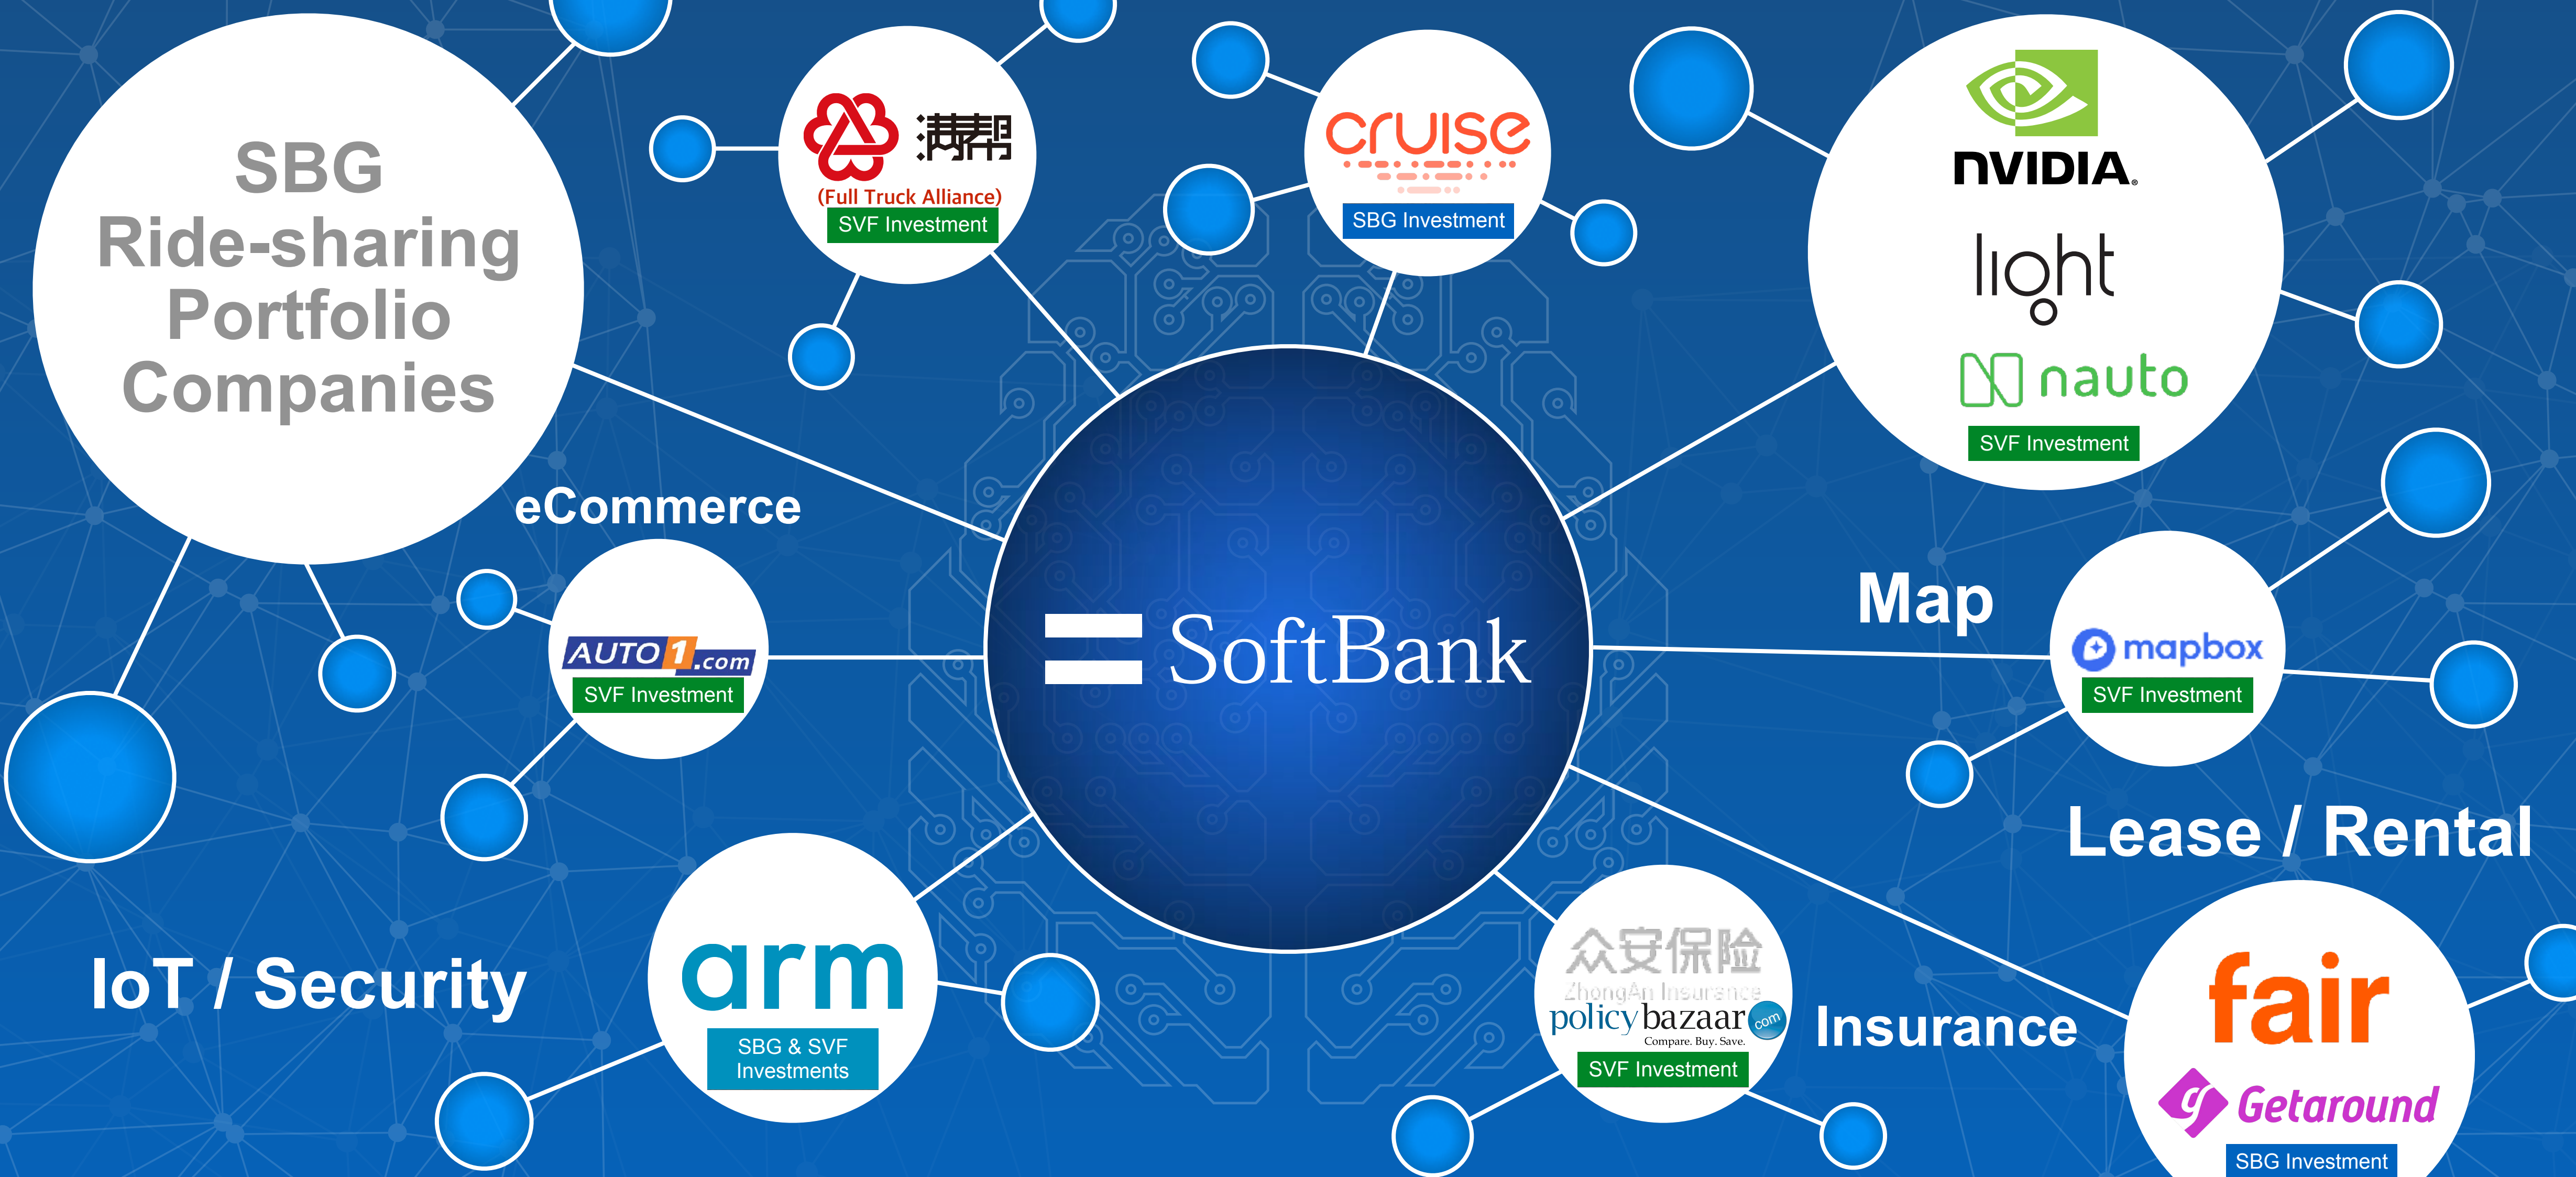 SBG
Ride-sharing
Portfolio
Companies
满帮
(Full Truck Alliance)
SVF Investment
cruise
SBG Investment
NVIDIA.
light
nauto
SVF Investment
eCommerce
AUTO1.com
SVF Investment
SoftBank
Map
mapbox
SVF Investment
Lease / Rental
IoT / Security
arm
SBG & SVF
Investments
众安保险
ZhongAn Insurance
policybazaar.com
Compare. Buy. Save.
SVF Investment
Insurance
fair
Getaround
SBG Investment